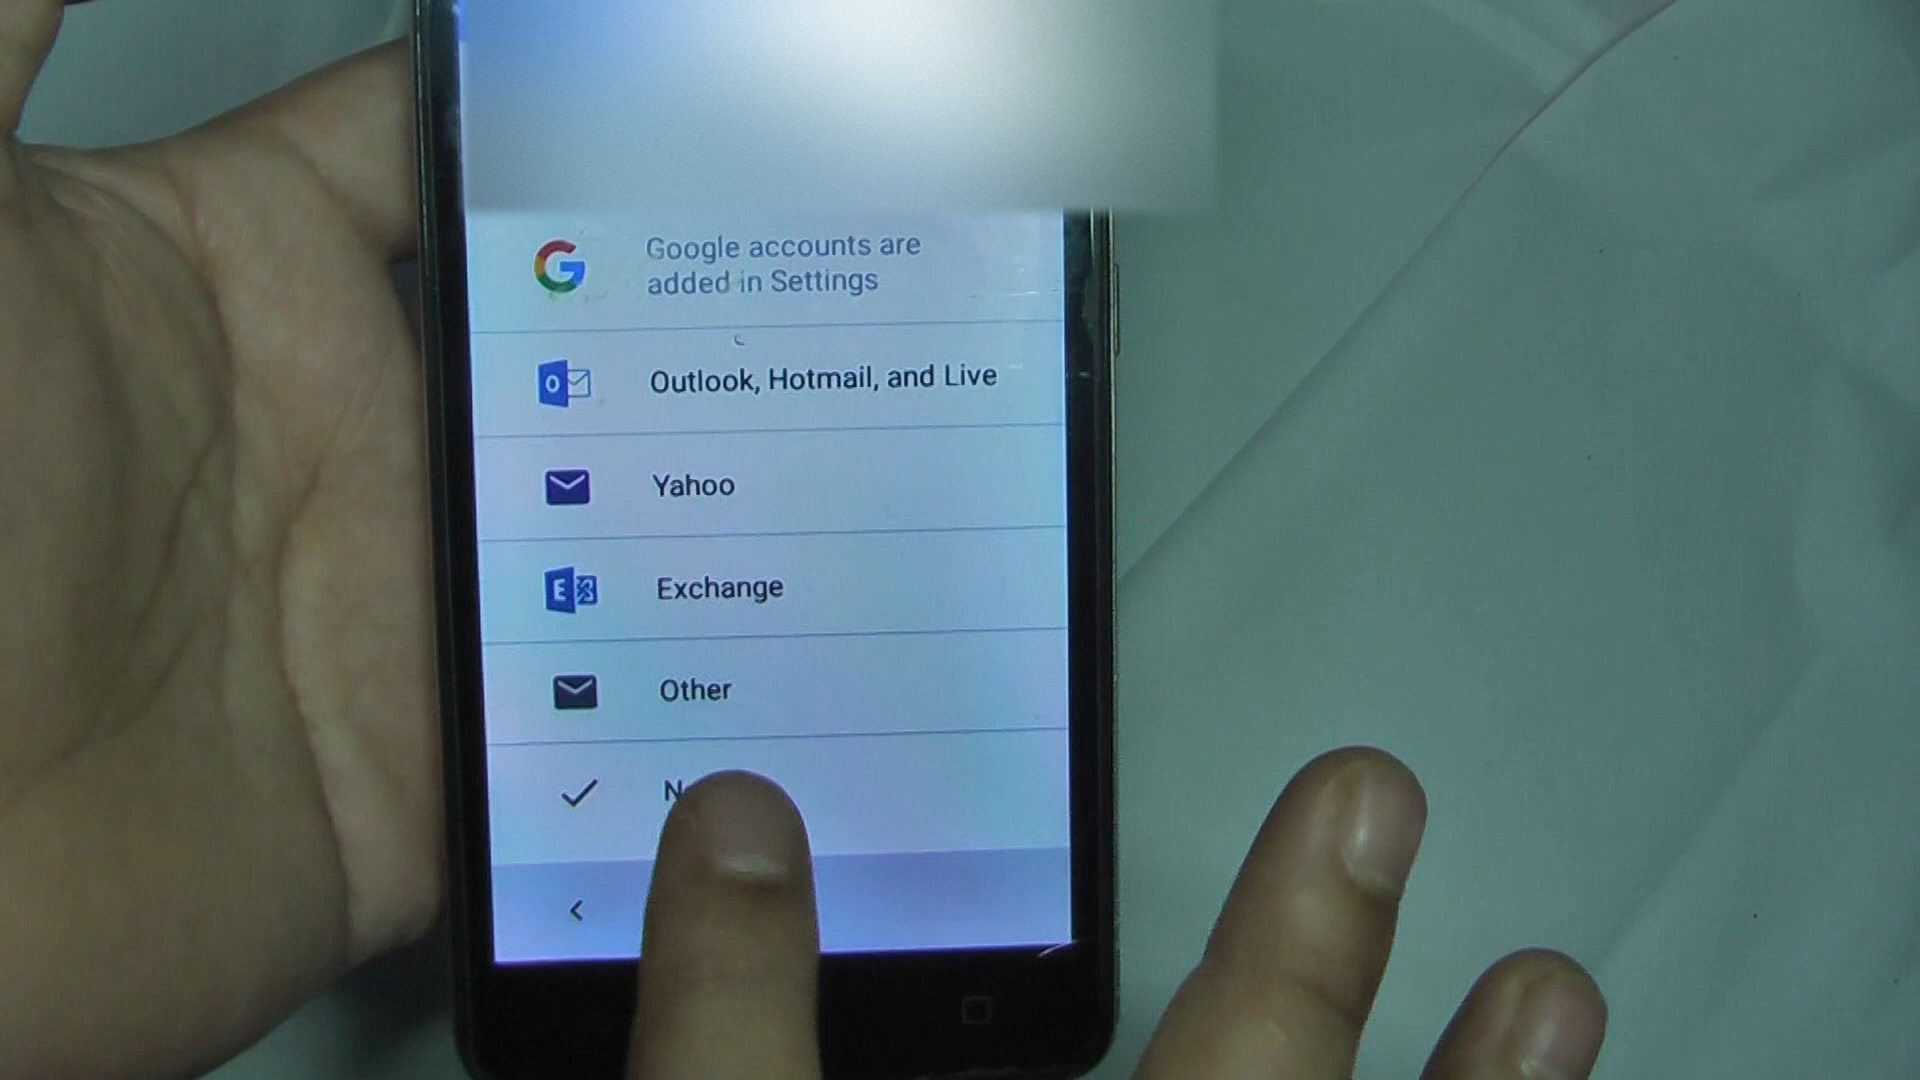 Google accounts are
added in Settings
Outlook, Hotmail, and Live
Yahoo
Exchange
Other